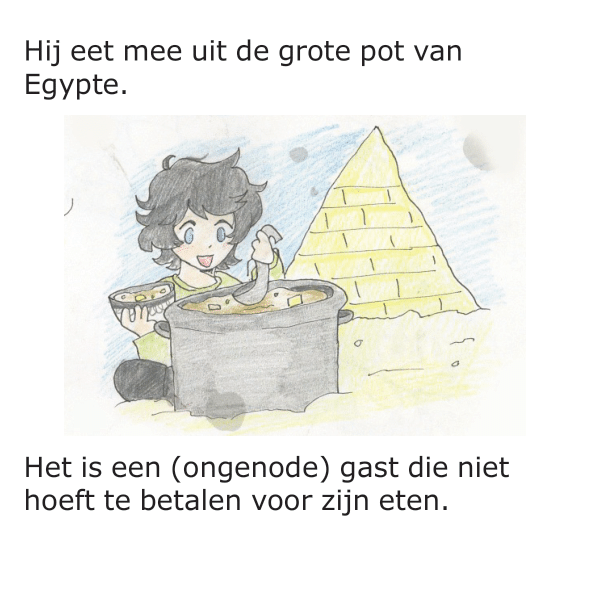 Hij eet mee uit de grote pot van
Egypte.
Het is een (ongenode) gast die niet
hoeft te betalen voor zijn eten.